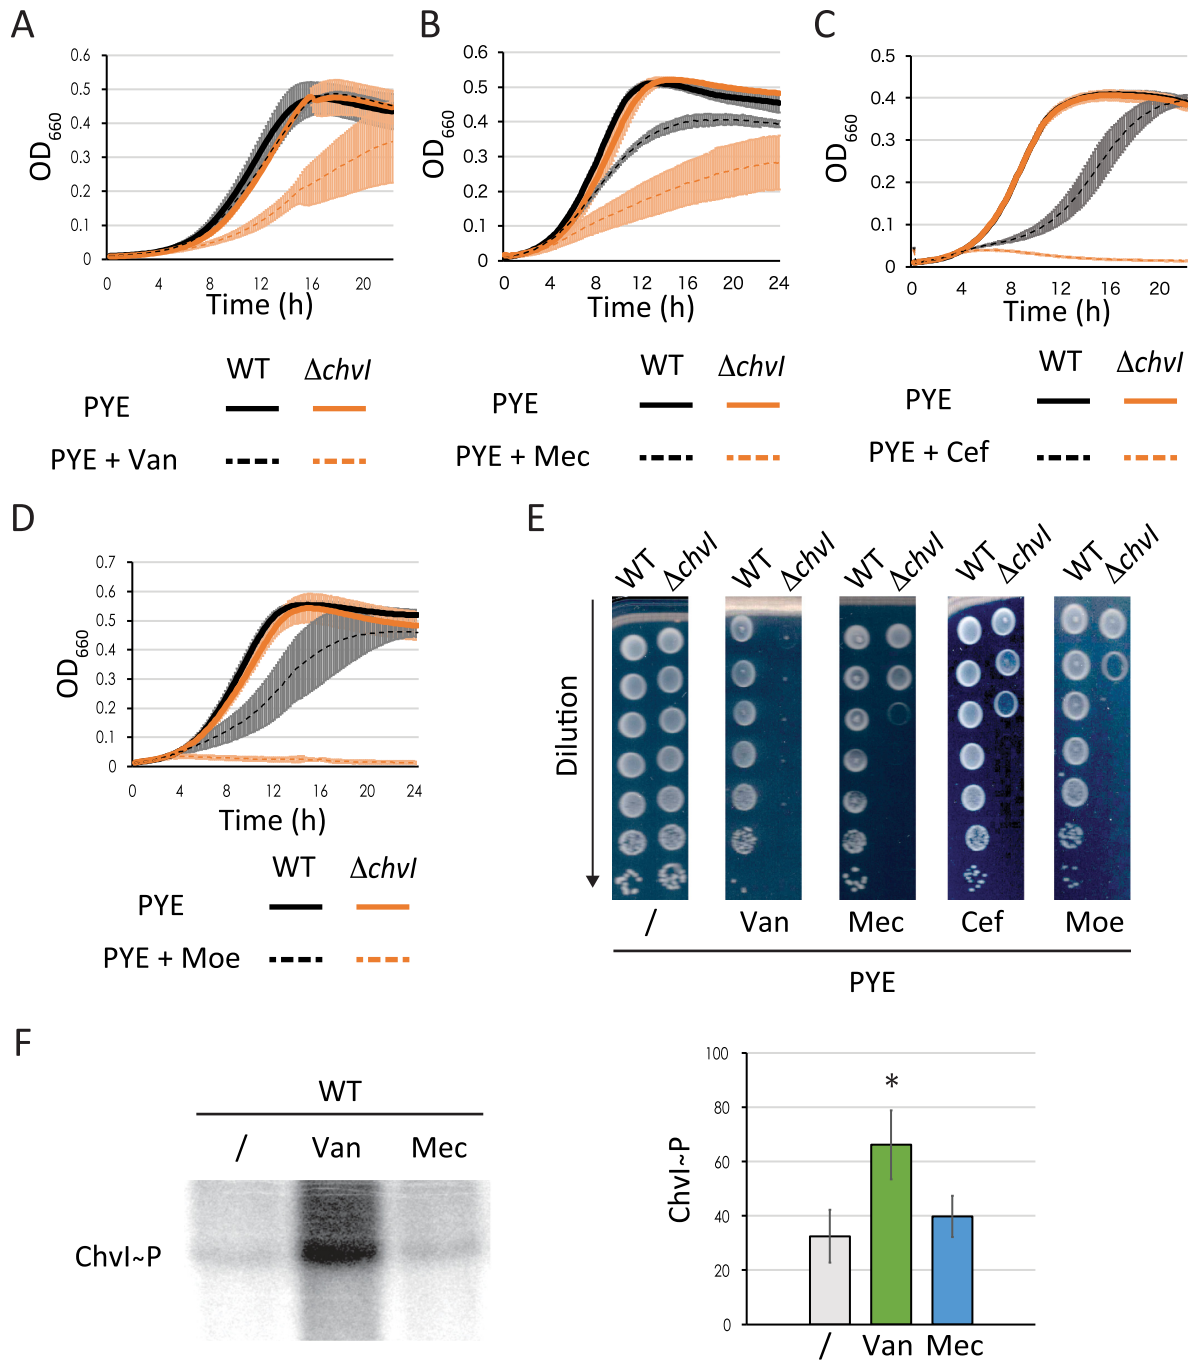 A
0.6
0.5
0.4
0.3
0.2
0.1
0
OD660
0 4 8 12 16 20
Time (h)
WT ΔchvI
PYE
PYE + Van
B
0.6
0.5
0.4
0.3
0.2
0.1
0
OD660
0 4 8 12 16 20 24
Time (h)
WT ΔchvI
PYE
PYE + Mec
C
0.5
0.4
0.3
0.2
0.1
0
OD660
0 4 8 12 16 20
Time (h)
WT ΔchvI
PYE
PYE + Cef
D
0.7
0.6
0.5
0.4
0.3
0.2
0.1
0
OD660
0 4 8 12 16 20 24
Time (h)
WT ΔchvI
PYE
PYE + Moe
E
WT ΔchvI WT ΔchvI WT ΔchvI WT ΔchvI WT ΔchvI
Dilution
/ Van Mec Cef Moe
PYE
F
WT
/ Van Mec
ChvI~P
100
80
60
40
20
0
ChvI~P
*
/ Van Mec